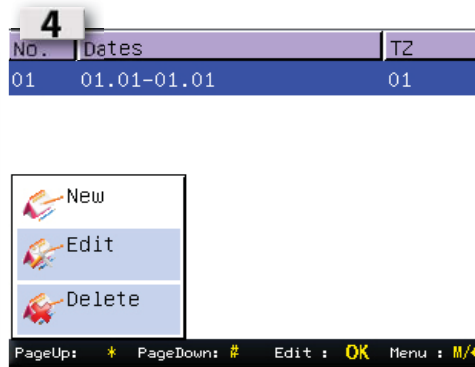 4
No. Dates TZ
01 01.01-01.01 01
New
Edit
Delete
PageUp: * PageDown: # Edit : OK Menu : M/